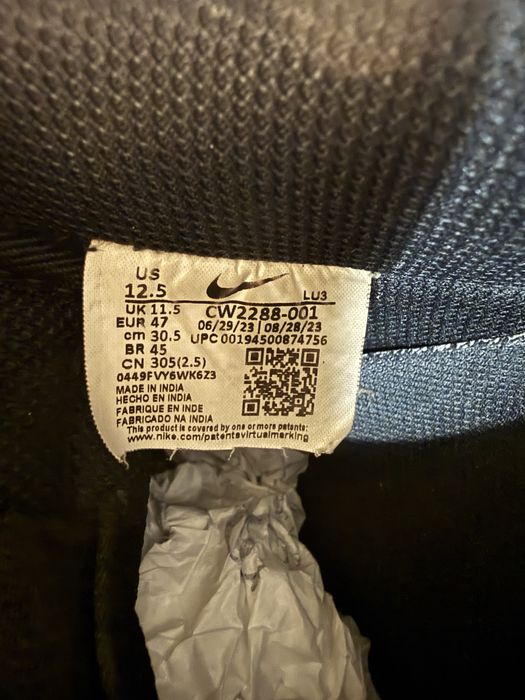 US
12.5
LU3
UK 11.5 CW2288-001
EUR 47 06/29/23 | 08/28/23
cm 30.5 UPC 00194500874756
BR 45
CN 305(2.5)
0449FVY6WK6Z3
MADE IN INDIA
HECHO EN INDIA
FABRIQUE EN INDE
FABRICADO NA INDIA
This product is covered by one or more patents:
www.nike.com/patentsvirtualmarking